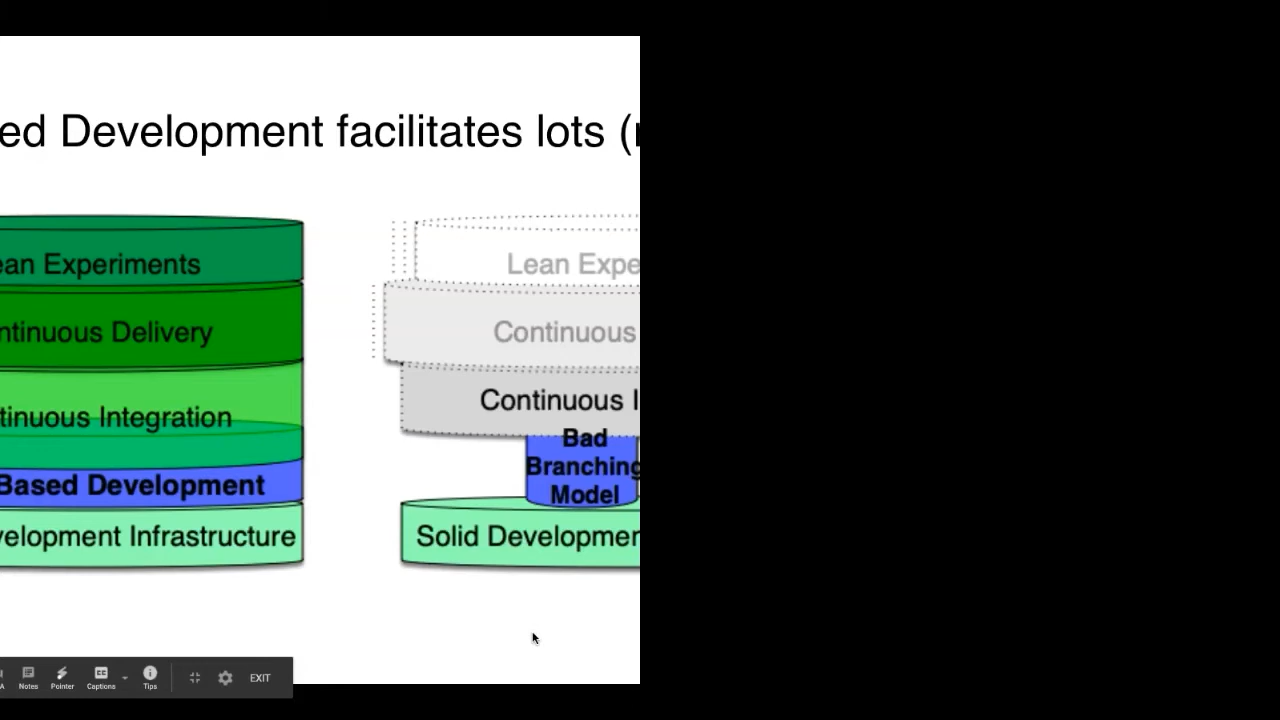 ed Development facilitates lots (
ean Experiments
ntinuous Delivery
tinuous Integration
Based Development
velopment Infrastructure
Lean Expe
Continuous
Continuous I
Bad
Branching
Model
Solid Developmen
A Notes Pointer Captions Tips EXIT